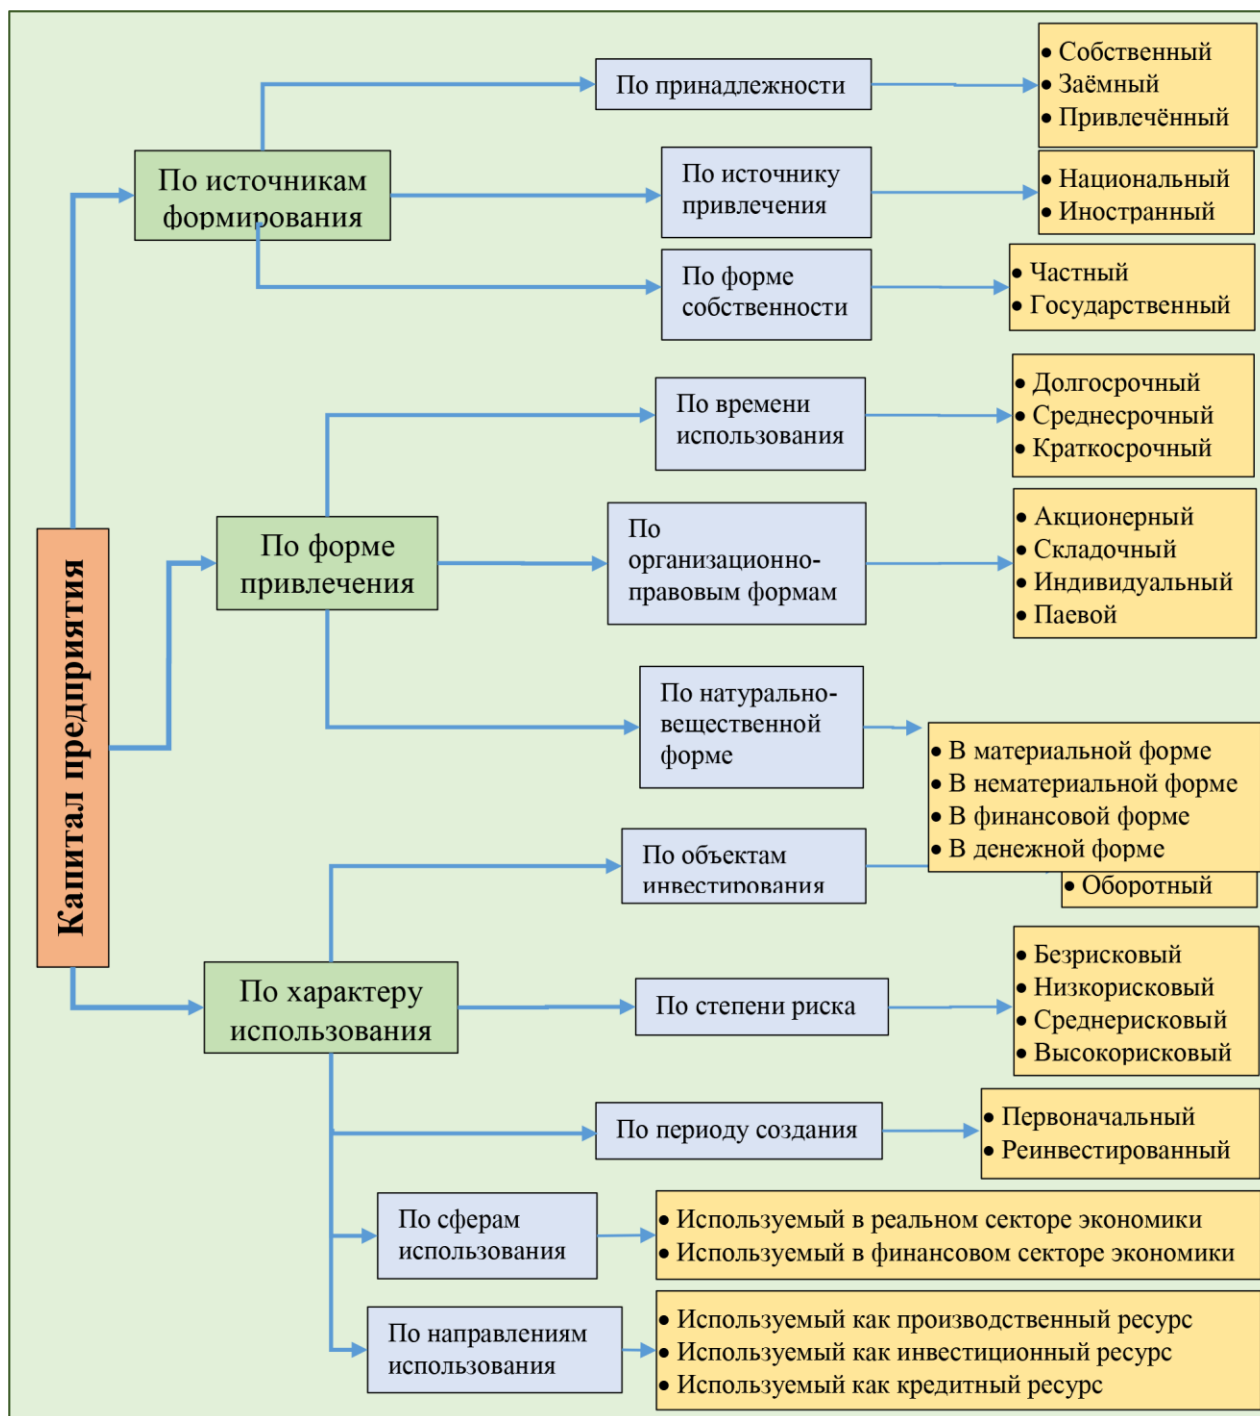 Капитал предприятия
По источникам
формирования
По принадлежности
• Собственный
• Заёмный
• Привлечённый
По источнику
привлечения
• Национальный
• Иностранный
По форме
собственности
• Частный
• Государственный
По форме
привлечения
По времени
использования
• Долгосрочный
• Среднесрочный
• Краткосрочный
По
организационно-
правовым формам
• Акционерный
• Складочный
• Индивидуальный
• Паевой
По натурально-
вещественной
форме
• В материальной форме
• В нематериальной форме
• В финансовой форме
• В денежной форме
По характеру
использования
По объектам
инвестирования
• Оборотный
По степени риска
• Безрисковый
• Низкорисковый
• Среднерисковый
• Высокорисковый
По периоду создания
• Первоначальный
• Реинвестированный
По сферам
использования
• Используемый в реальном секторе экономики
• Используемый в финансовом секторе экономики
По направлениям
использования
• Используемый как производственный ресурс
• Используемый как инвестиционный ресурс
• Используемый как кредитный ресурс